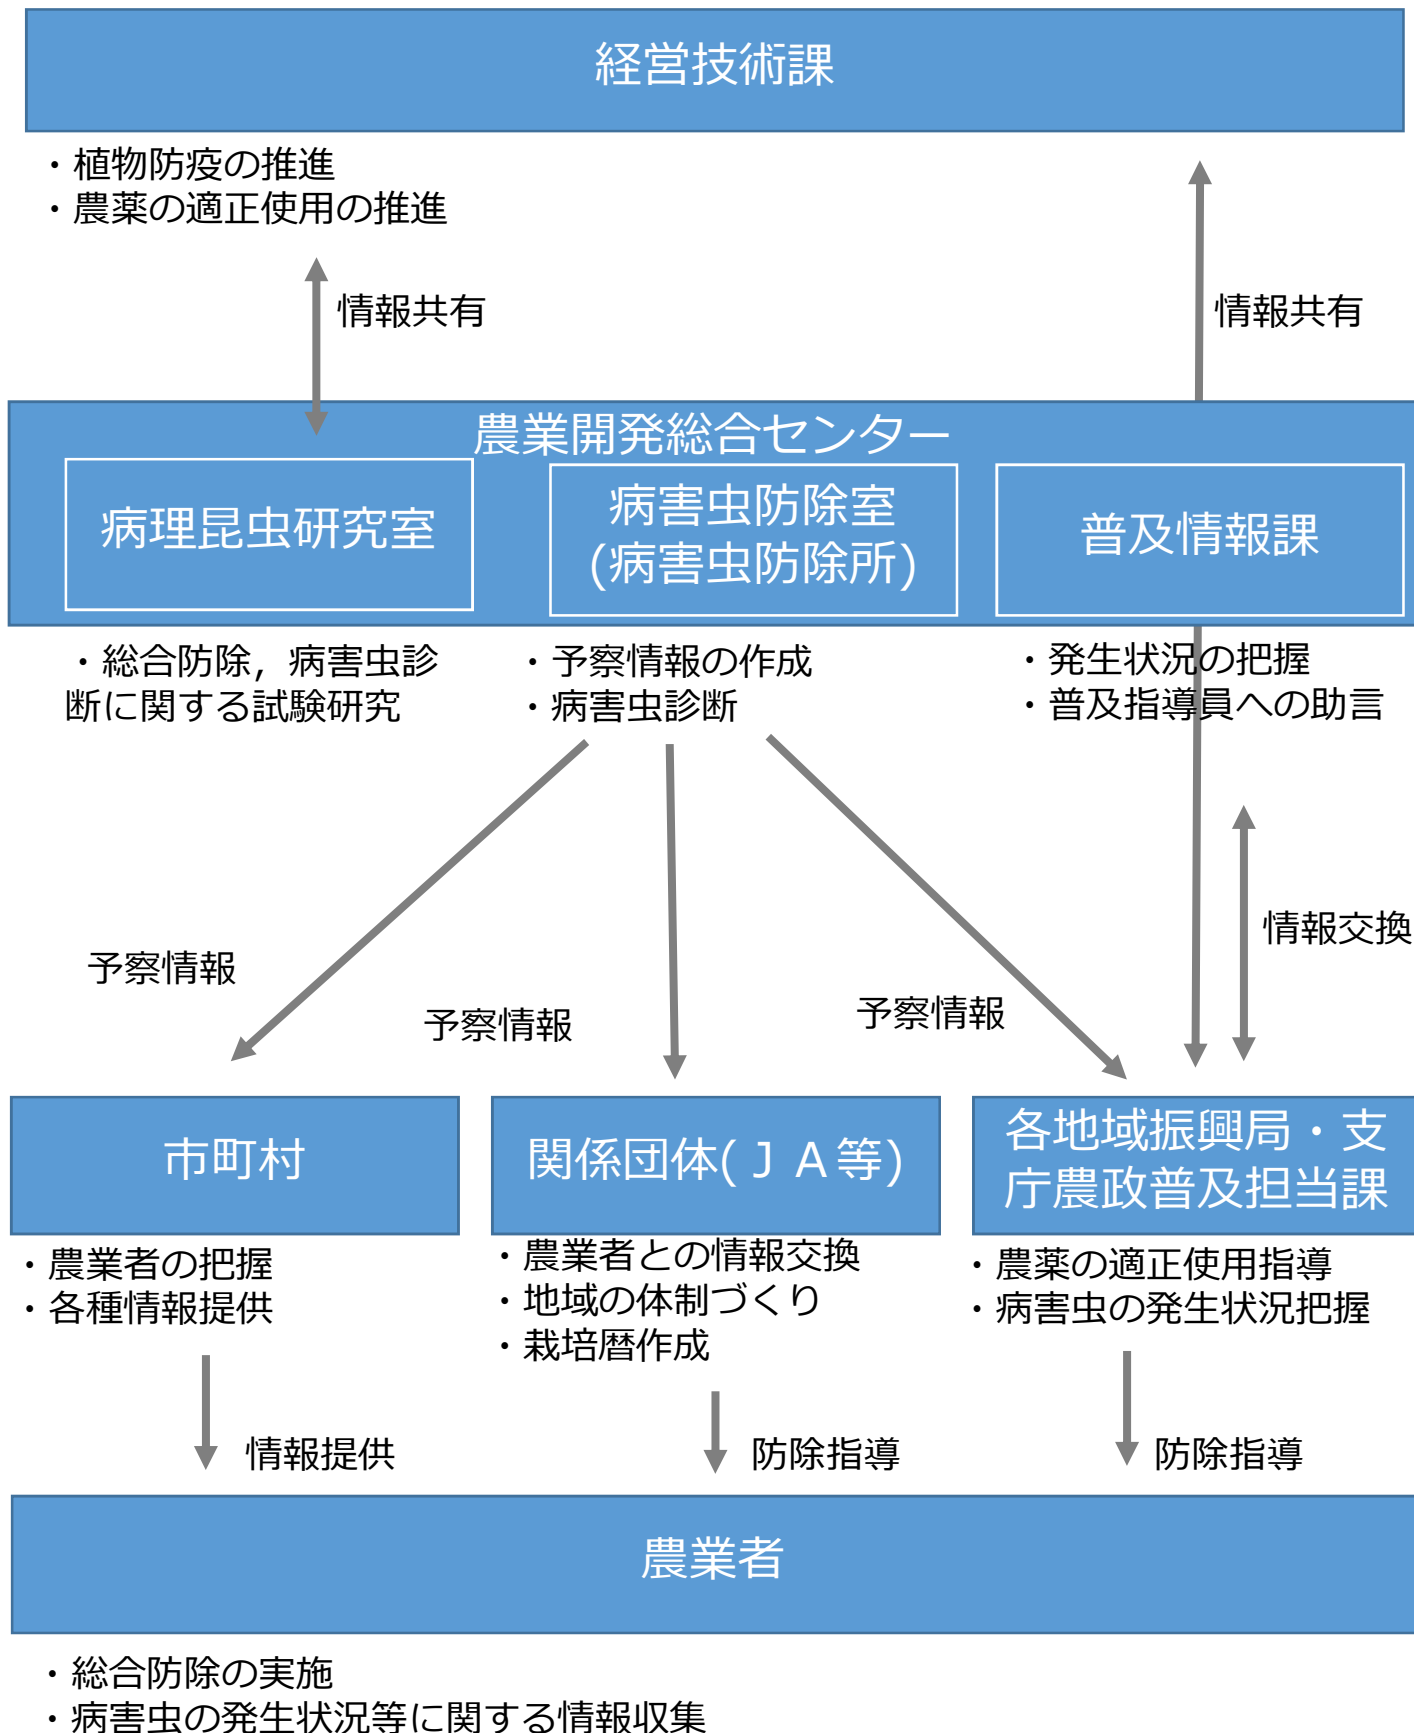 経営技術課
・植物防疫の推進
・農薬の適正使用の推進
情報共有
情報共有
農業開発総合センター
病理昆虫研究室
病害虫防除室
(病害虫防除所)
普及情報課
・総合防除，病害虫診
断に関する試験研究
・予察情報の作成
・病害虫診断
・発生状況の把握
・普及指導員への助言
情報交換
予察情報
予察情報
予察情報
市町村
関係団体(ＪＡ等)
各地域振興局・支
庁農政普及担当課
・農業者の把握
・各種情報提供
・農業者との情報交換
・地域の体制づくり
・栽培暦作成
・農薬の適正使用指導
・病害虫の発生状況把握
情報提供
防除指導
防除指導
農業者
・総合防除の実施
・病害虫の発生状況等に関する情報収集